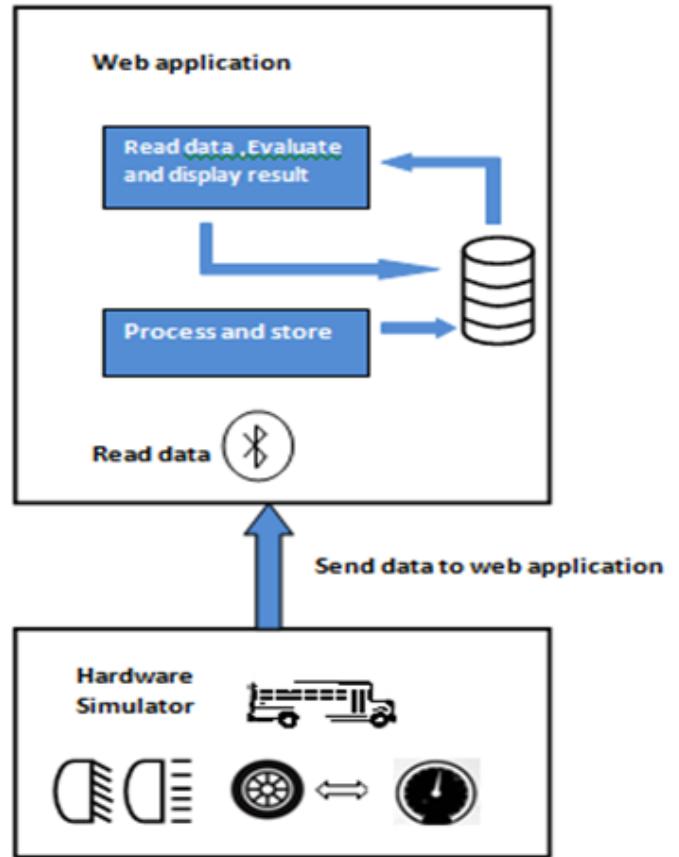 Web application
Read data ,Evaluate
and display result
Process and store
Read data
Send data to web application
Hardware
Simulator